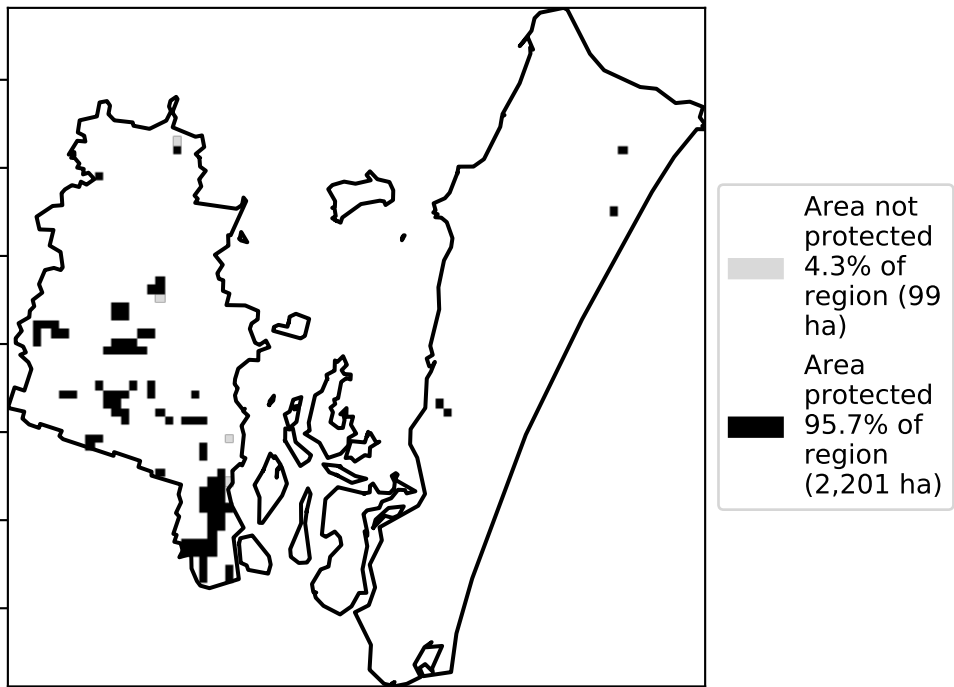 Area not
protected
4.3% of
region (99
ha)
Area
protected
95.7% of
region
(2,201 ha)